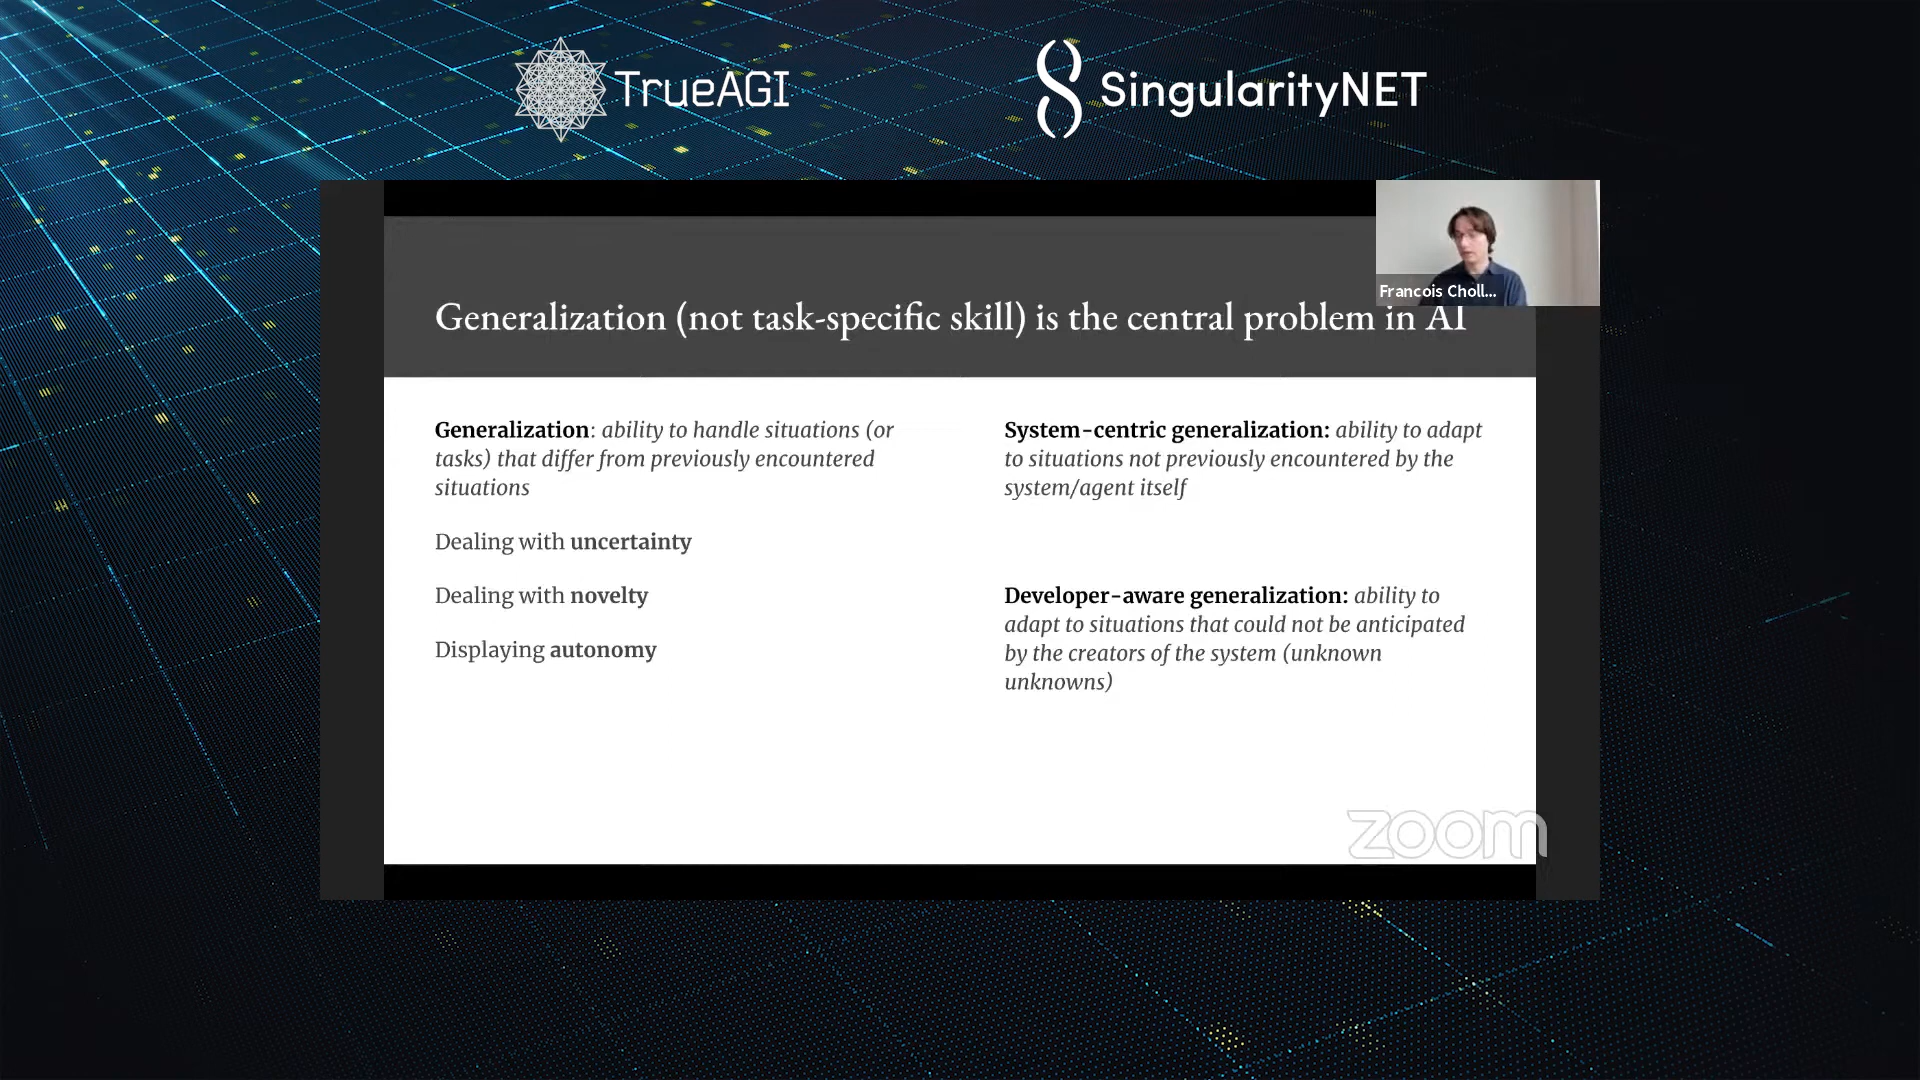 TrueAGI
SingularityNET
Francois Choll...
Generalization (not task-specific skill) is the central problem in AI
Generalization: ability to handle situations (or
tasks) that differ from previously encountered
situations
Dealing with uncertainty
Dealing with novelty
Displaying autonomy
System-centric generalization: ability to adapt
to situations not previously encountered by the
system/agent itself
Developer-aware generalization: ability to
adapt to situations that could not be anticipated
by the creators of the system (unknown
unknowns)
zoom